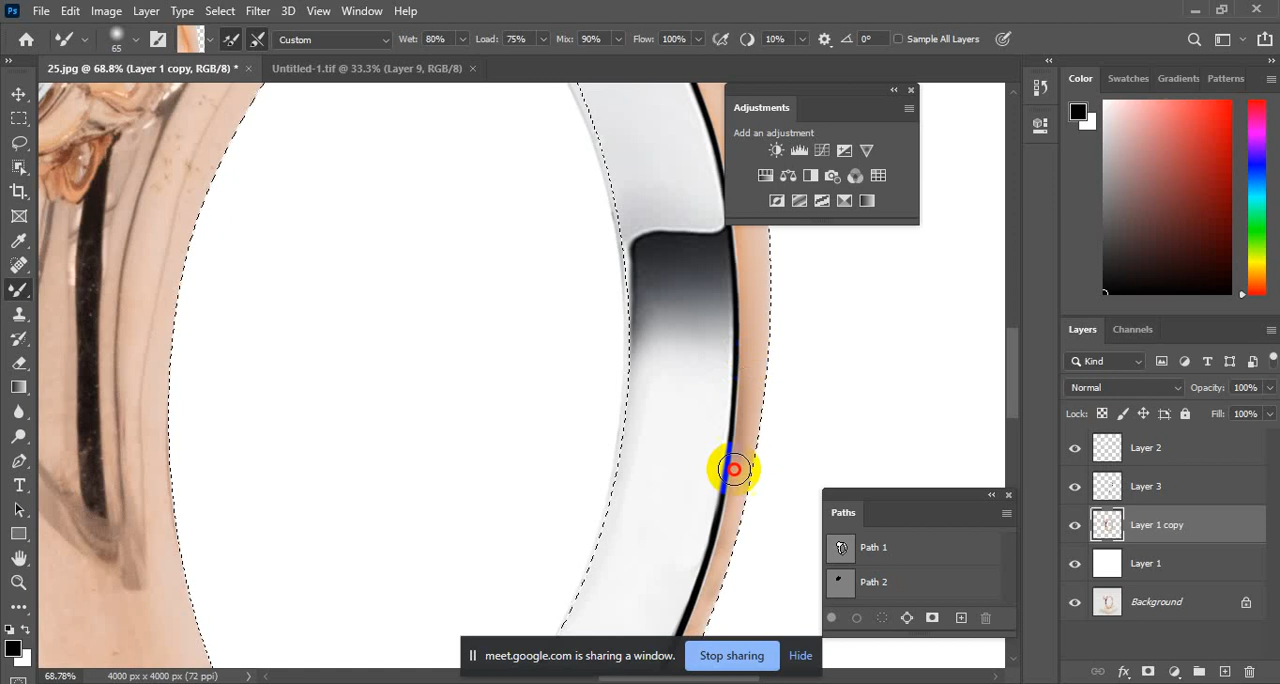 Ps File Edit Image Layer Type Select Filter 3D View Window Help
65 Custom Wet: 80% Load: 75% Mix: 90% Flow: 100% 10% 0° Sample All Layers
25.jpg @ 68.8% (Layer 1 copy, RGB/8) * × Untitled-1.tif @ 33.3% (Layer 9, RGB/8) ×
Color Swatches Gradients Patterns
Adjustments
Add an adjustment
Layers Channels
Kind
Normal Opacity: 100%
Lock: Fill: 100%
Layer 2
Layer 3
Layer 1 copy
Layer 1
Background
Paths
Path 1
Path 2
meet.google.com is sharing a window. Stop sharing Hide
68.78% 4000 px x 4000 px (72 ppi)